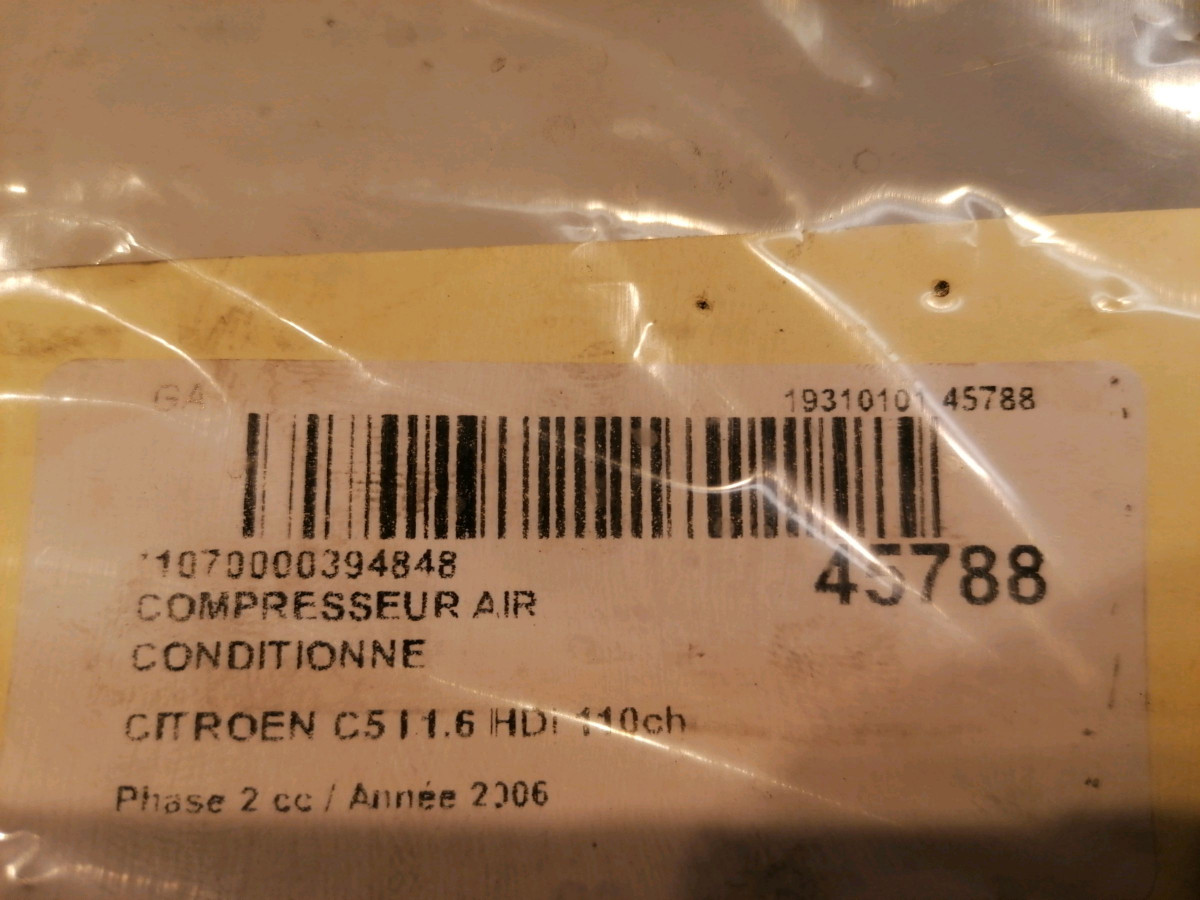 GA
19310101 45788
*1070000394848
45788
COMPRESSEUR AIR
CONDITIONNE
CITROEN C5 I 1.6 HDI 110ch
Phase 2 cc / Année 2006